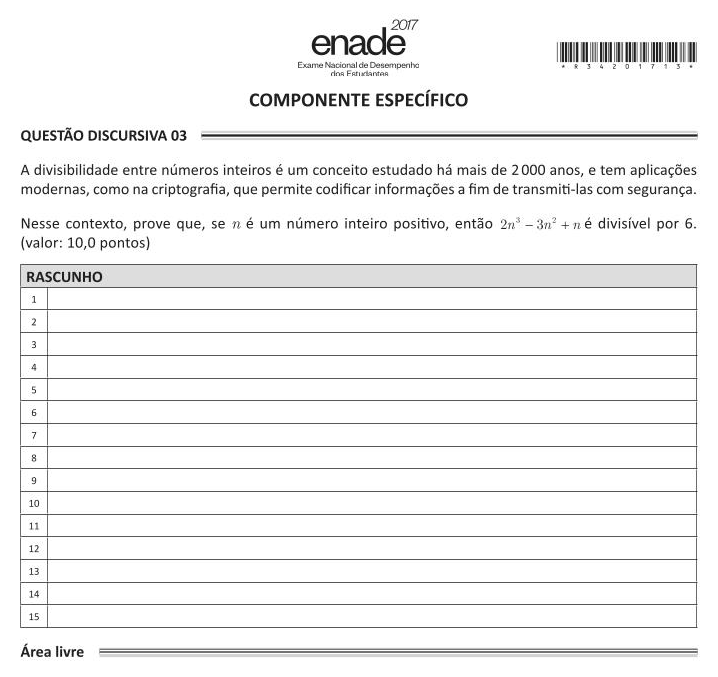 2017
enade
Exame Nacional de Desempenho
dos Estudantes
* R 3 4 2 0 1 7 1 3 *
COMPONENTE ESPECÍFICO
QUESTÃO DISCURSIVA 03
A divisibilidade entre números inteiros é um conceito estudado há mais de 2 000 anos, e tem aplicações
modernas, como na criptografia, que permite codificar informações a fim de transmiti-las com segurança.
Nesse contexto, prove que, se n é um número inteiro positivo, então 2n³ − 3n² + n é divisível por 6.
(valor: 10,0 pontos)
RASCUNHO
1
2
3
4
5
6
7
8
9
10
11
12
13
14
15
Área livre